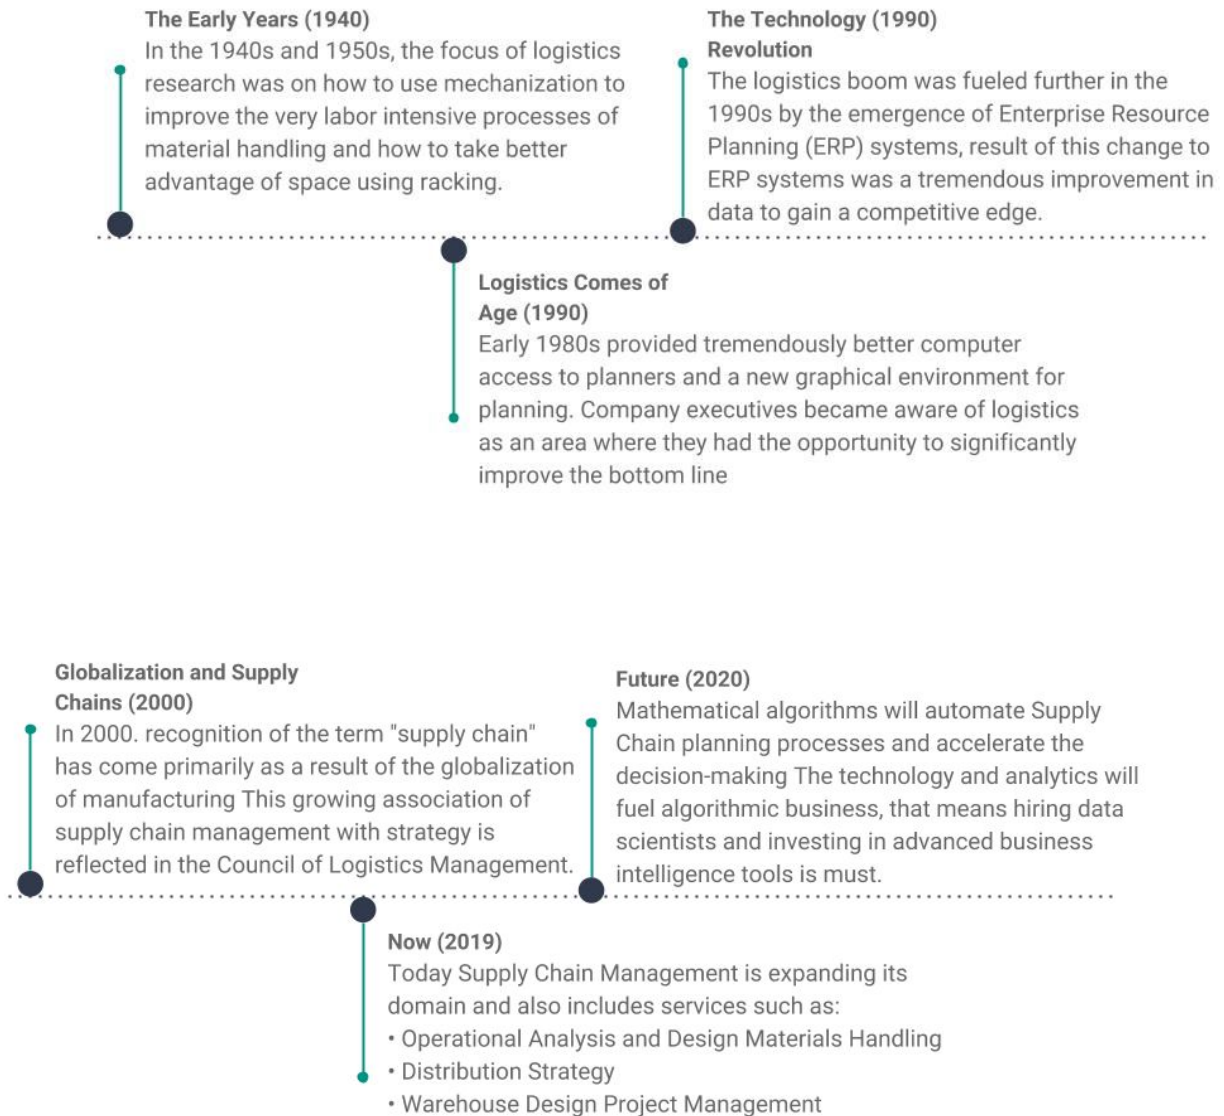 The Early Years (1940)
In the 1940s and 1950s, the focus of logistics
research was on how to use mechanization to
improve the very labor intensive processes of
material handling and how to take better
advantage of space using racking.
The Technology (1990)
Revolution
The logistics boom was fueled further in the
1990s by the emergence of Enterprise Resource
Planning (ERP) systems, result of this change to
ERP systems was a tremendous improvement in
data to gain a competitive edge.
Logistics Comes of
Age (1990)
Early 1980s provided tremendously better computer
access to planners and a new graphical environment for
planning. Company executives became aware of logistics
as an area where they had the opportunity to significantly
improve the bottom line
Globalization and Supply
Chains (2000)
In 2000. recognition of the term "supply chain"
has come primarily as a result of the globalization
of manufacturing This growing association of
supply chain management with strategy is
reflected in the Council of Logistics Management.
Future (2020)
Mathematical algorithms will automate Supply
Chain planning processes and accelerate the
decision-making The technology and analytics will
fuel algorithmic business, that means hiring data
scientists and investing in advanced business
intelligence tools is must.
Now (2019)
Today Supply Chain Management is expanding its
domain and also includes services such as:
• Operational Analysis and Design Materials Handling
• Distribution Strategy
• Warehouse Design Project Management